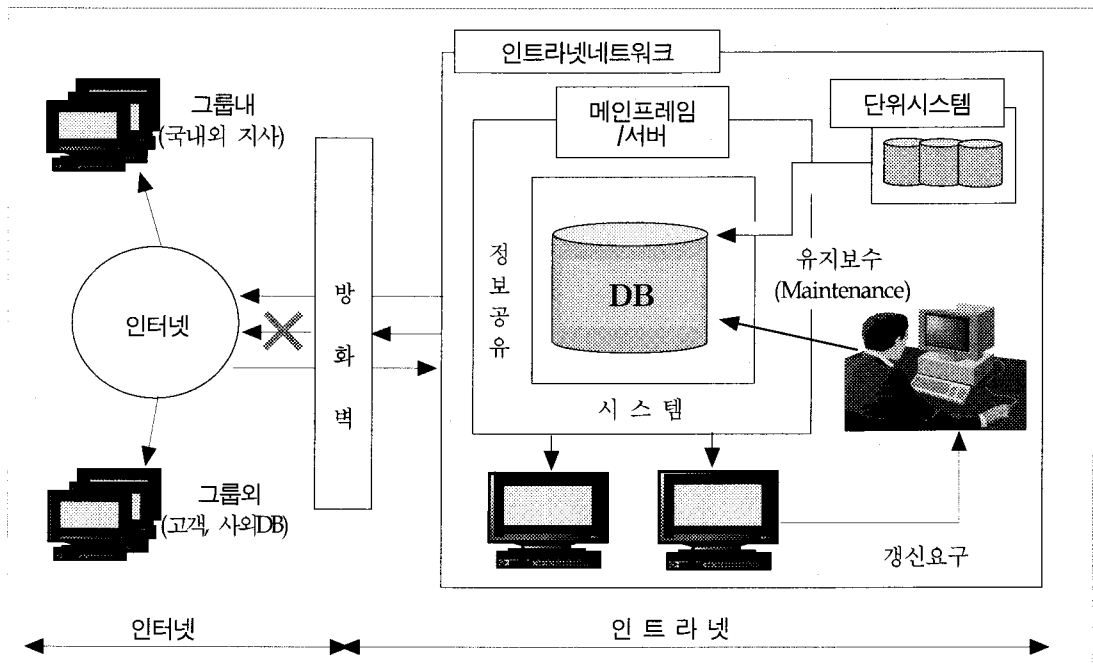 인트라넷네트워크
그룹내
(국내외 지사)
메인프레임
/서버
단위시스템
정보공유
DB
유지보수
(Maintenance)
방화벽
인터넷
시 스 템
그룹외
(고객, 사외DB)
갱신요구
인터넷
인 트 라 넷